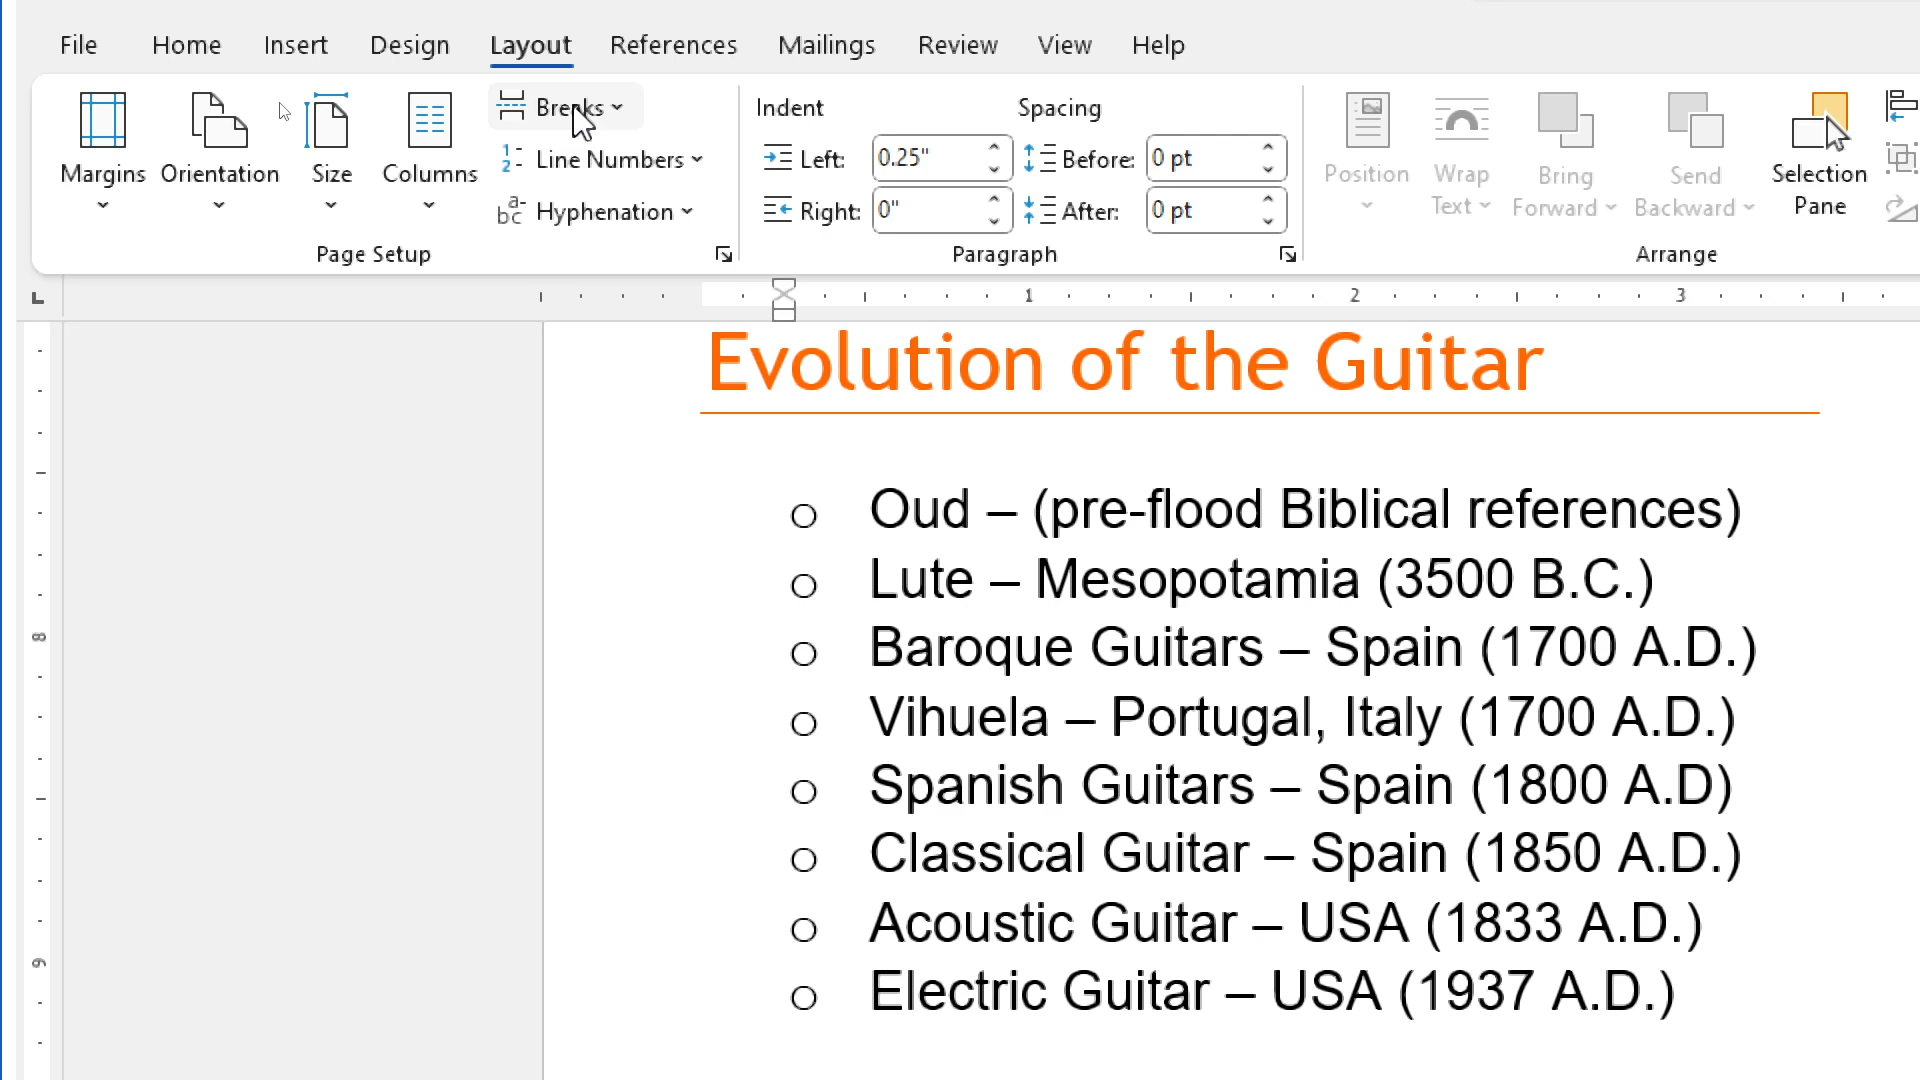 File Home Insert Design Layout References Mailings Review View Help
Margins Orientation Size Columns Breaks
Line Numbers
Hyphenation
Page Setup
Indent Spacing
Left: 0.25" Before: 0 pt
Right: 0" After: 0 pt
Paragraph
Position Wrap Text Bring Forward Send Backward Selection Pane
Arrange
1 2 3
8
9
Evolution of the Guitar
o Oud – (pre-flood Biblical references)
o Lute – Mesopotamia (3500 B.C.)
o Baroque Guitars – Spain (1700 A.D.)
o Vihuela – Portugal, Italy (1700 A.D.)
o Spanish Guitars – Spain (1800 A.D)
o Classical Guitar – Spain (1850 A.D.)
o Acoustic Guitar – USA (1833 A.D.)
o Electric Guitar – USA (1937 A.D.)